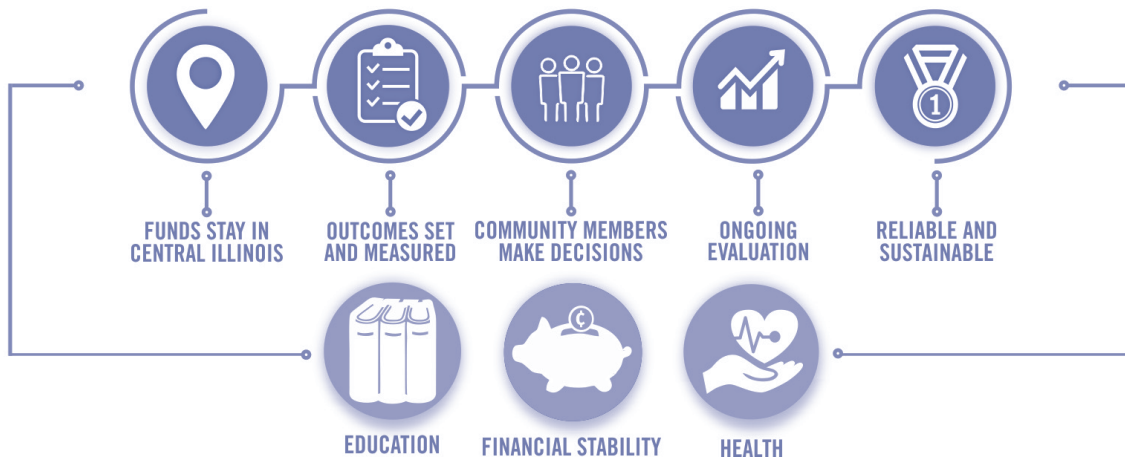 1
FUNDS STAY IN
CENTRAL ILLINOIS
OUTCOMES SET
AND MEASURED
COMMUNITY MEMBERS
MAKE DECISIONS
ONGOING
EVALUATION
RELIABLE AND
SUSTAINABLE
¢
EDUCATION
FINANCIAL STABILITY
HEALTH